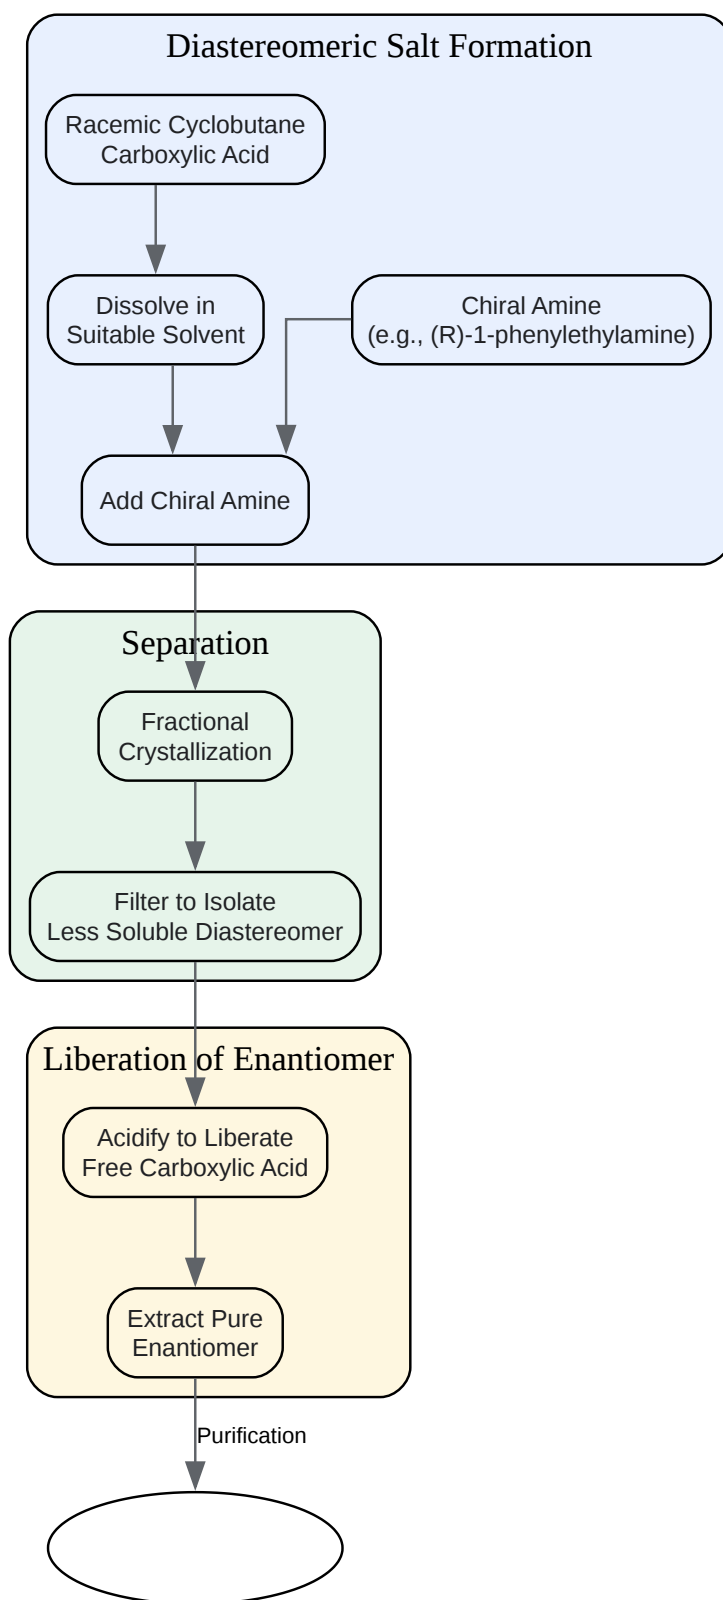 Diastereomeric Salt Formation
Racemic Cyclobutane
Carboxylic Acid
Dissolve in
Suitable Solvent
Chiral Amine
(e.g., (R)-1-phenylethylamine)
Add Chiral Amine
Separation
Fractional
Crystallization
Filter to Isolate
Less Soluble Diastereomer
Liberation of Enantiomer
Acidify to Liberate
Free Carboxylic Acid
Extract Pure
Enantiomer
Purification